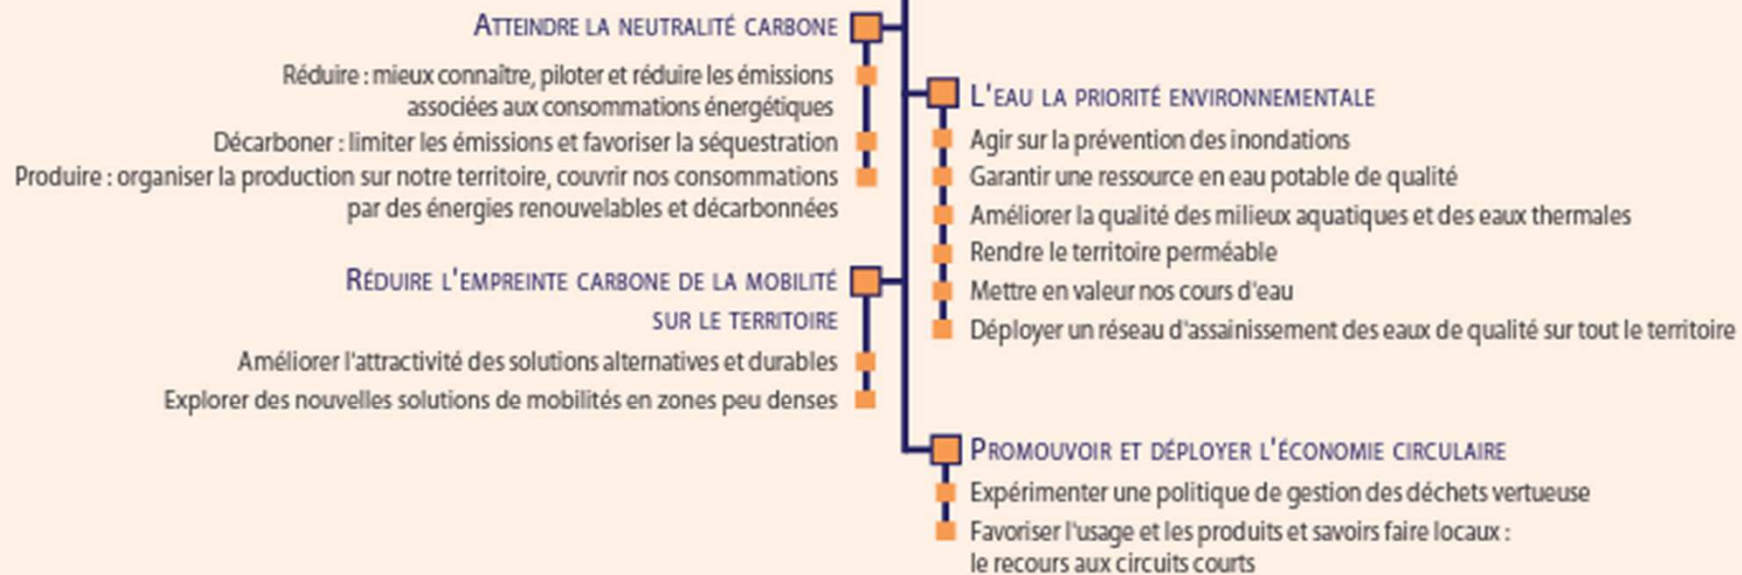 ATTEINDRE LA NEUTRALITÉ CARBONE
Réduire : mieux connaître, piloter et réduire les émissions
associées aux consommations énergétiques
Décarboner : limiter les émissions et favoriser la séquestration
Produire : organiser la production sur notre territoire, couvrir nos consommations
par des énergies renouvelables et décarbonnées
RÉDUIRE L'EMPREINTE CARBONE DE LA MOBILITÉ
SUR LE TERRITOIRE
Améliorer l'attractivité des solutions alternatives et durables
Explorer des nouvelles solutions de mobilités en zones peu denses
L'EAU LA PRIORITÉ ENVIRONNEMENTALE
Agir sur la prévention des inondations
Garantir une ressource en eau potable de qualité
Améliorer la qualité des milieux aquatiques et des eaux thermales
Rendre le territoire perméable
Mettre en valeur nos cours d'eau
Déployer un réseau d'assainissement des eaux de qualité sur tout le territoire
PROMOUVOIR ET DÉPLOYER L'ÉCONOMIE CIRCULAIRE
Expérimenter une politique de gestion des déchets vertueuse
Favoriser l'usage et les produits et savoirs faire locaux :
le recours aux circuits courts